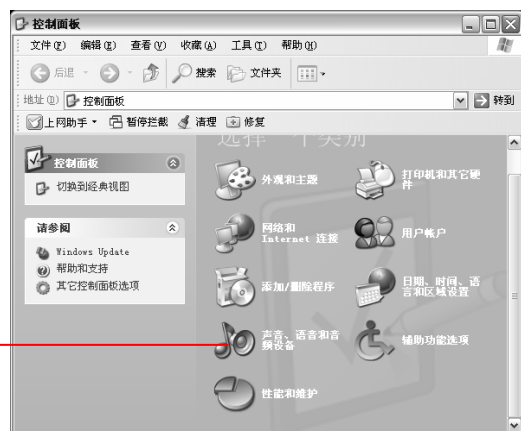 控制面板
文件(F) 编辑(E) 查看(V) 收藏(A) 工具(T) 帮助(H)
后退 搜索 文件夹
地址(D) 控制面板 转到
上网助手 暂停拦截 清理 修复
选择一个类别
控制面板
切换到经典视图
请参阅
Windows Update
帮助和支持
其它控制面板选项
外观和主题
打印机和其它硬
件
网络和
Internet 连接
用户帐户
添加/删除程序
日期、时间、语
言和区域设置
声音、语音和音
频设备
辅助功能选项
性能和维护